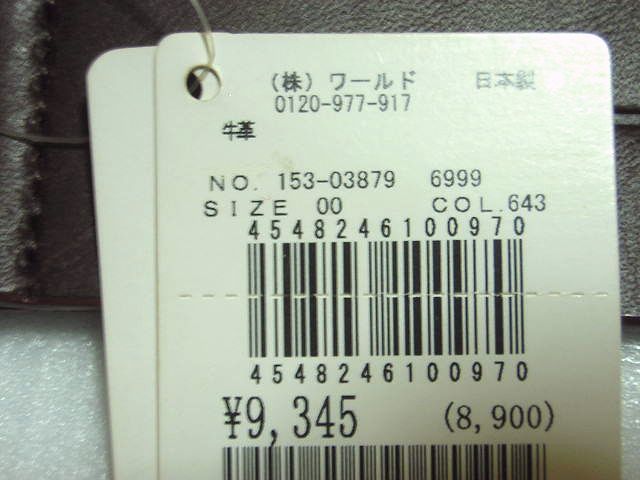 (株) ワールド 日本製
0120-977-917
牛革
NO. 153-03879 6999
SIZE 00 COL.643
4548246100970
4548246100970
¥9,345 (8,900)